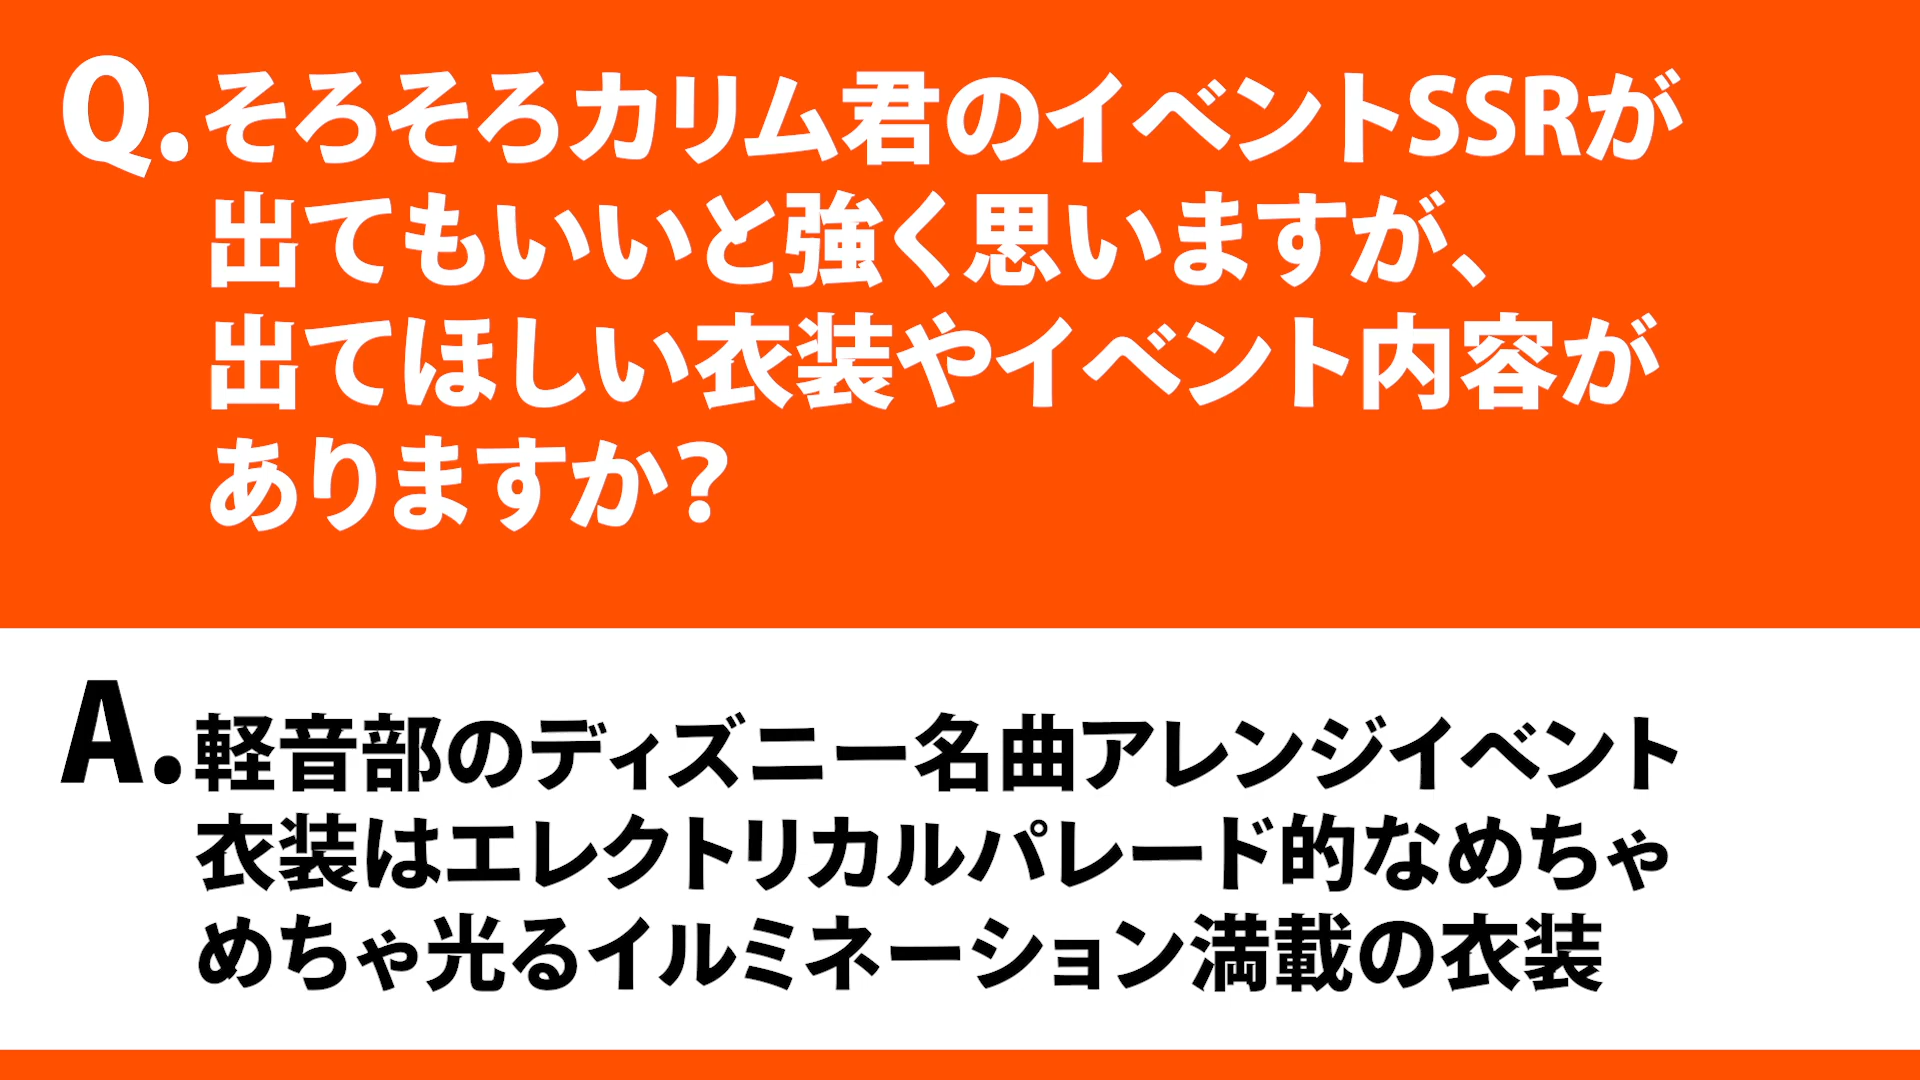 Q.そろそろカリム君のイベントSSRが
出てもいいと強く思いますが、
出てほしい衣装やイベント内容が
ありますか?
A.軽音部のディズニー名曲アレンジイベント
衣装はエレクトリカルパレード的なめちゃ
めちゃ光るイルミネーション満載の衣装